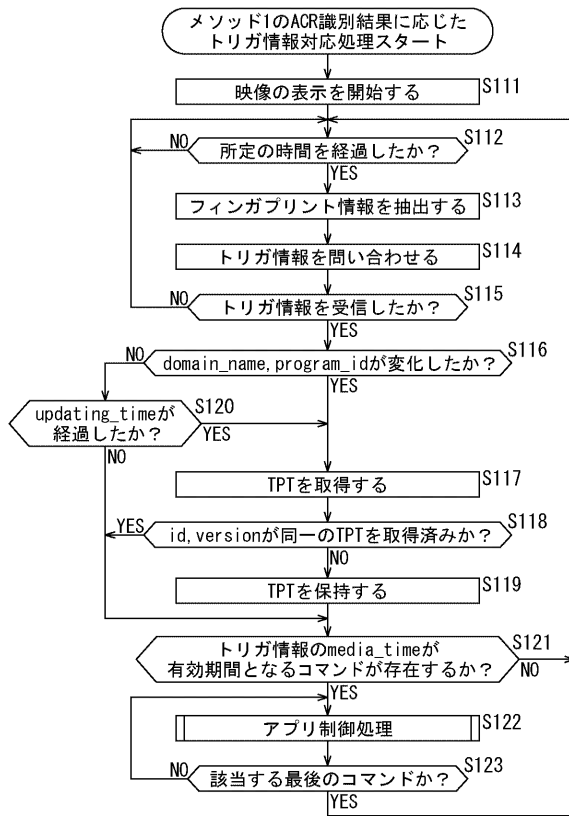 メソッド1のACR識別結果に応じた
トリガ情報対応処理スタート
映像の表示を開始する
S111
所定の時間を経過したか？
S112
NO
YES
フィンガプリント情報を抽出する
S113
トリガ情報を問い合わせる
S114
トリガ情報を受信したか？
S115
NO
YES
domain_name,program_idが変化したか？
S116
NO
YES
updating_timeが
経過したか？
S120
YES
NO
TPTを取得する
S117
id,versionが同一のTPTを取得済みか？
S118
YES
NO
TPTを保持する
S119
トリガ情報のmedia_timeが
有効期間となるコマンドが存在するか？
S121
NO
YES
アプリ制御処理
S122
該当する最後のコマンドか？
S123
NO
YES